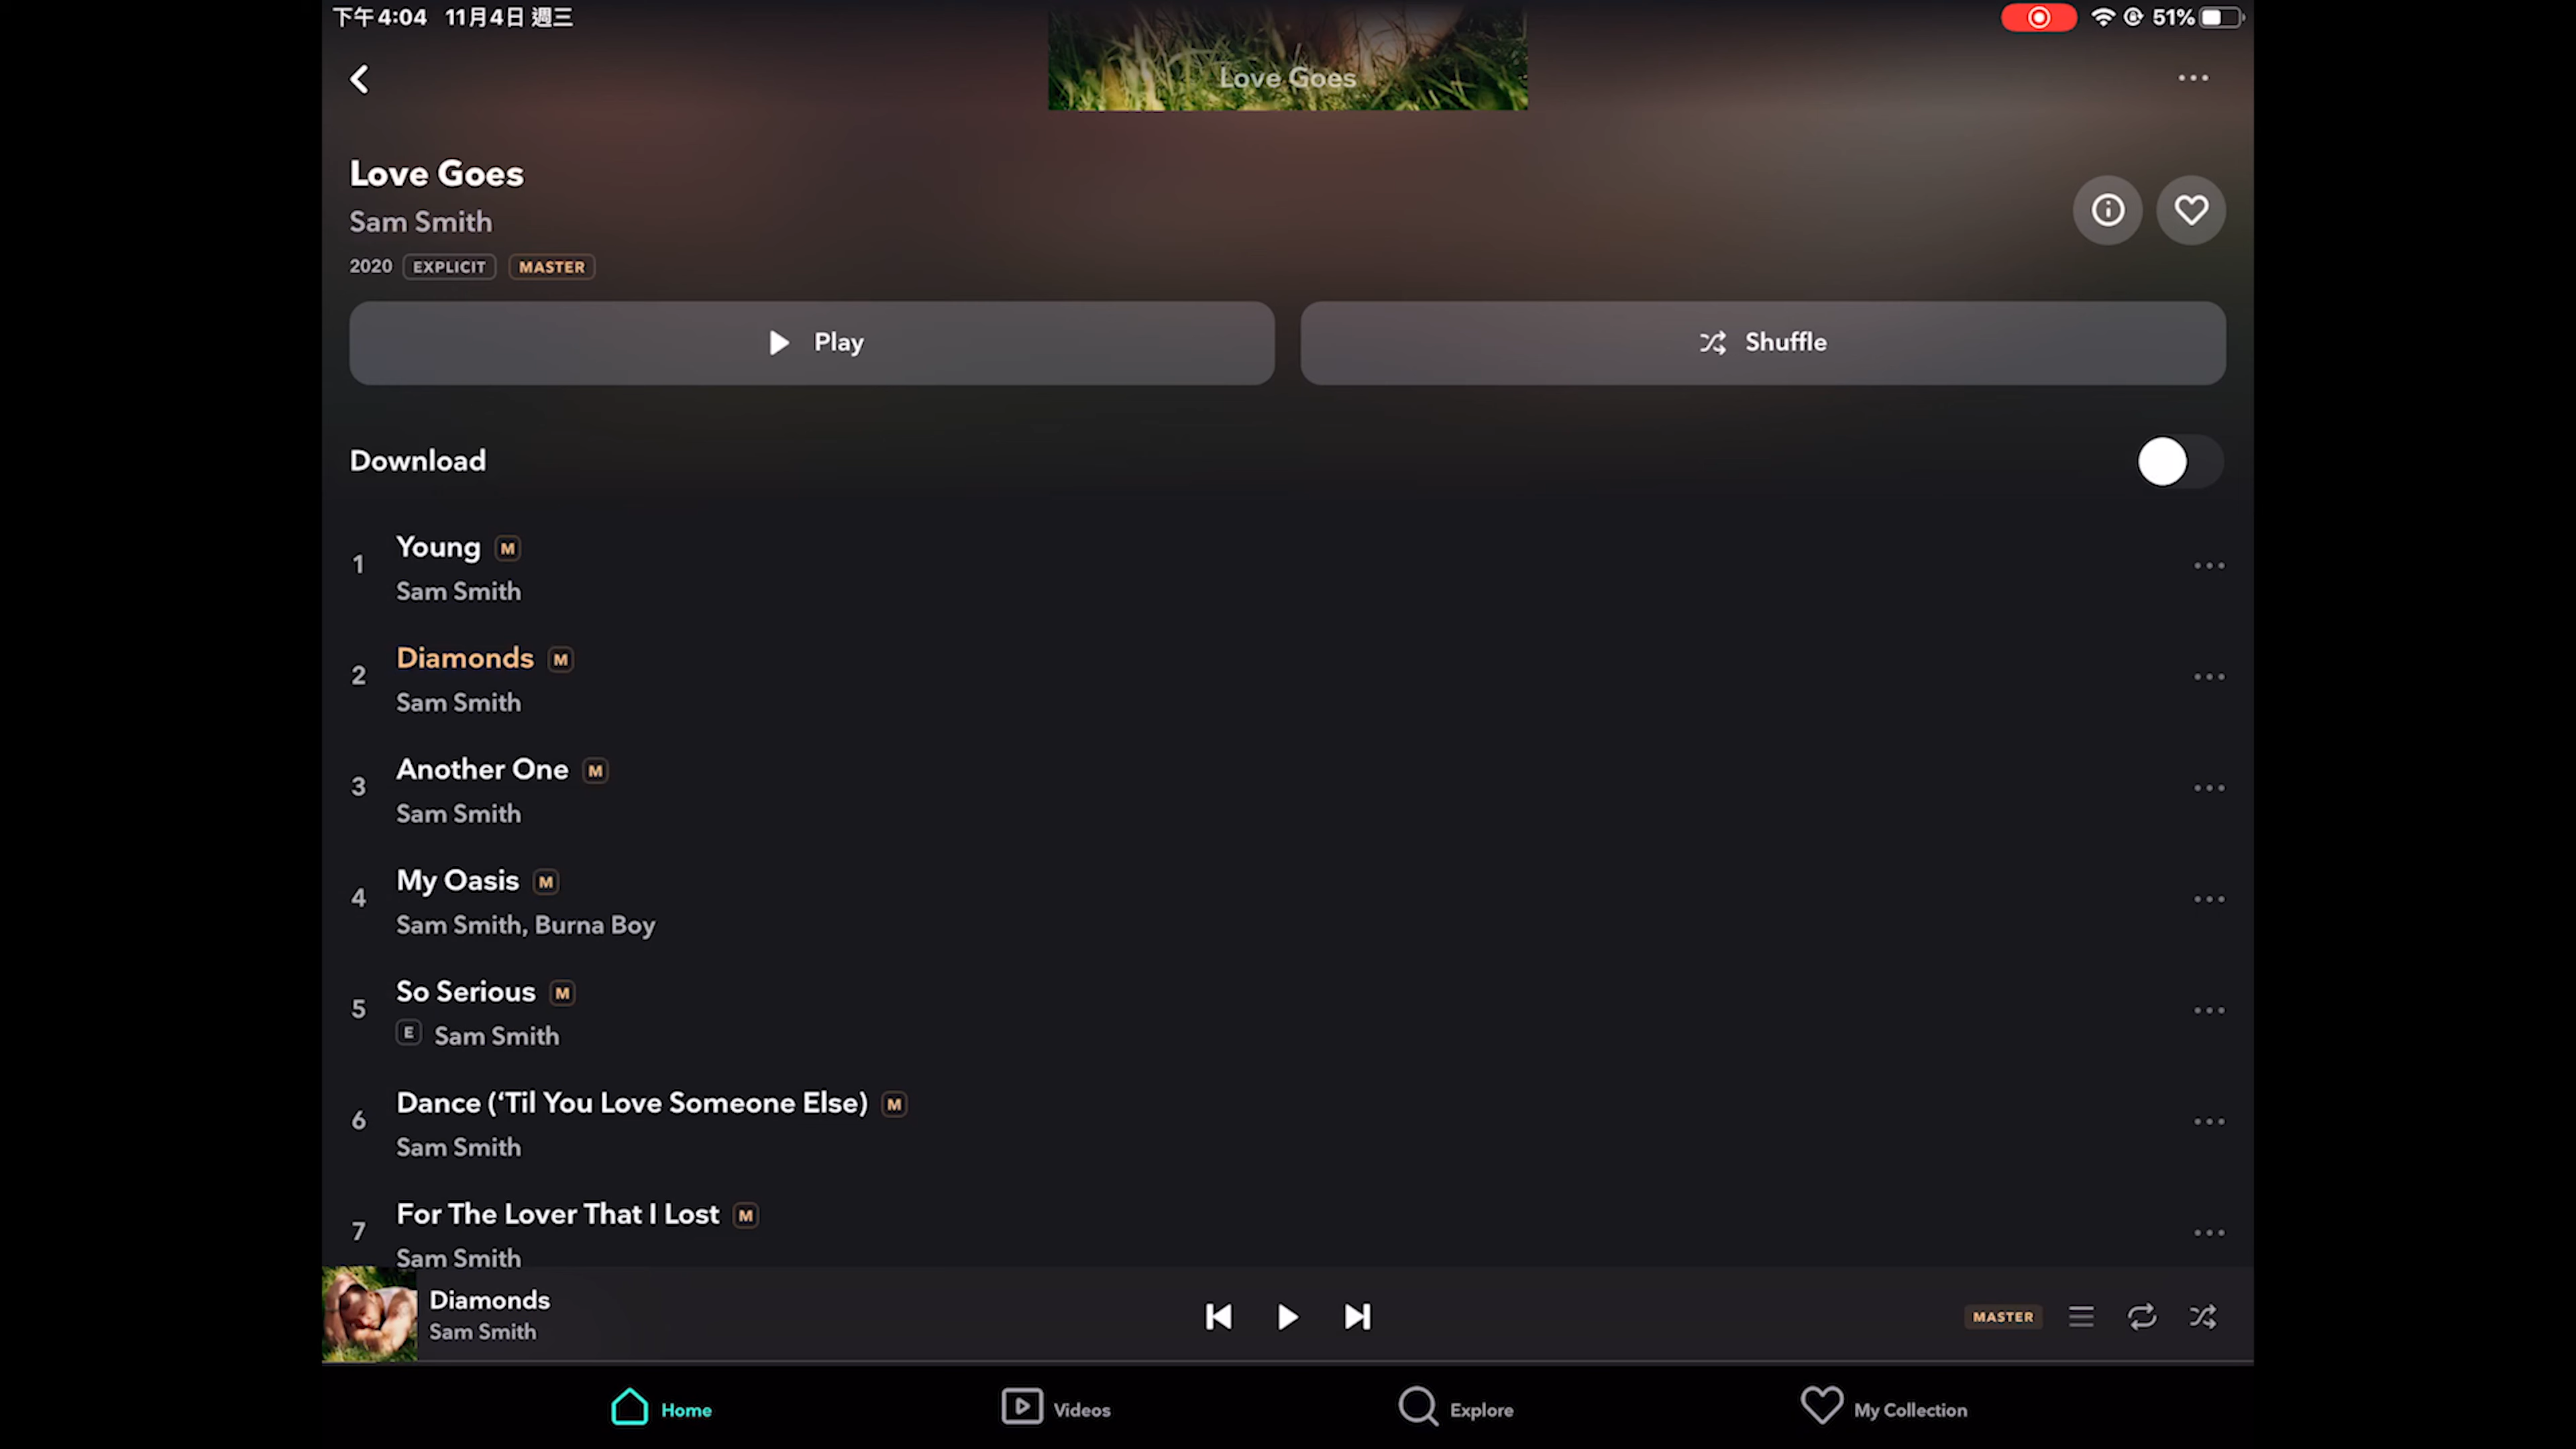 下午4:04 11月4日 週三
51%
Love Goes
Love Goes
Sam Smith
2020 EXPLICIT MASTER
Play
Shuffle
Download
1 Young M
Sam Smith
2 Diamonds M
Sam Smith
3 Another One M
Sam Smith
4 My Oasis M
Sam Smith, Burna Boy
5 So Serious M
E Sam Smith
6 Dance (‘Til You Love Someone Else) M
Sam Smith
7 For The Lover That I Lost M
Sam Smith
Diamonds
Sam Smith
MASTER
Home
Videos
Explore
My Collection